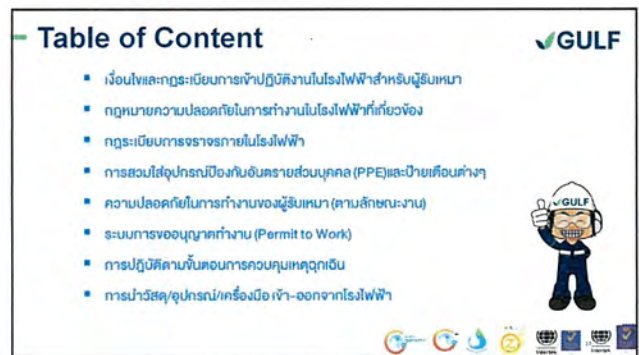 Table of Content
GULF
เงื่อนไขและกฎระเบียบการเข้าปฏิบัติงานในโรงไฟฟ้าสำหรับผู้รับเหมา
กฎหมายความปลอดภัยในการทำงานในโรงไฟฟ้าที่เกี่ยวข้อง
กฎระเบียบการจราจรภายในโรงไฟฟ้า
การสวมใส่อุปกรณ์ป้องกันอันตรายส่วนบุคคล (PPE)และป้ายเตือนต่างๆ
ความปลอดภัยในการทำงานของผู้รับเหมา (ตามลักษณะงาน)
ระบบการขออนุญาตทำงาน (Permit to Work)
การปฏิบัติตามขั้นตอนการควบคุมเหตุฉุกเฉิน
การนำวัสดุ/อุปกรณ์/เครื่องมือ เข้า-ออกจากโรงไฟฟ้า
GULF